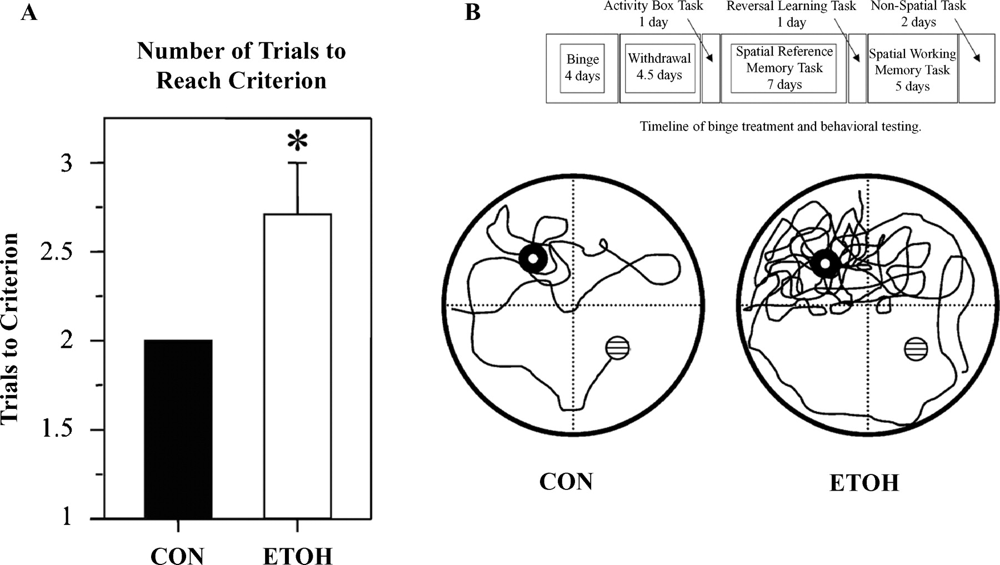 A
Number of Trials to
Reach Criterion
Trials to Criterion
3
2.5
2
1.5
1
*
CON
ETOH
B
Activity Box Task
1 day
Reversal Learning Task
1 day
Non-Spatial Task
2 days
Binge
4 days
Withdrawal
4.5 days
Spatial Reference
Memory Task
7 days
Spatial Working
Memory Task
5 days
Timeline of binge treatment and behavioral testing.
CON
ETOH